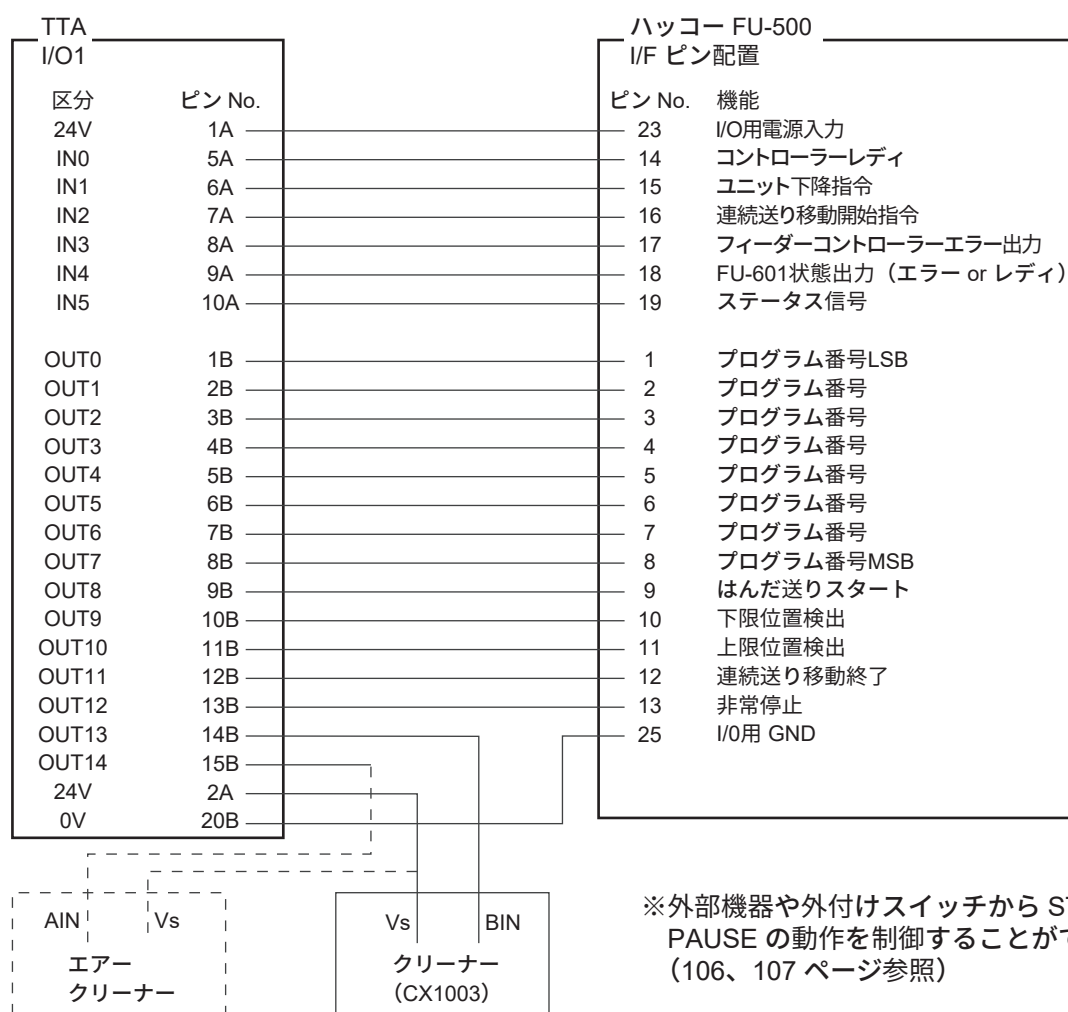 TTA
I/O1
ハッコー FU-500
I/F ピン配置
区分 ピン No. ピン No. 機能
24V 1A 23 I/O用電源入力
IN0 5A 14 コントローラーレディ
IN1 6A 15 ユニット下降指令
IN2 7A 16 連続送り移動開始指令
IN3 8A 17 フィーダーコントローラーエラー出力
IN4 9A 18 FU-601状態出力（エラー or レディ）
IN5 10A 19 ステータス信号
OUT0 1B 1 プログラム番号LSB
OUT1 2B 2 プログラム番号
OUT2 3B 3 プログラム番号
OUT3 4B 4 プログラム番号
OUT4 5B 5 プログラム番号
OUT5 6B 6 プログラム番号
OUT6 7B 7 プログラム番号
OUT7 8B 8 プログラム番号MSB
OUT8 9B 9 はんだ送りスタート
OUT9 10B 10 下限位置検出
OUT10 11B 11 上限位置検出
OUT11 12B 12 連続送り移動終了
OUT12 13B 13 非常停止
OUT13 14B 25 I/0用 GND
OUT14 15B
24V 2A
0V 20B
AIN Vs
エアー
クリーナー
Vs BIN
クリーナー
（CX1003）
※外部機器や外付けスイッチから
PAUSE の動作を制御することが
（106、107 ページ参照）